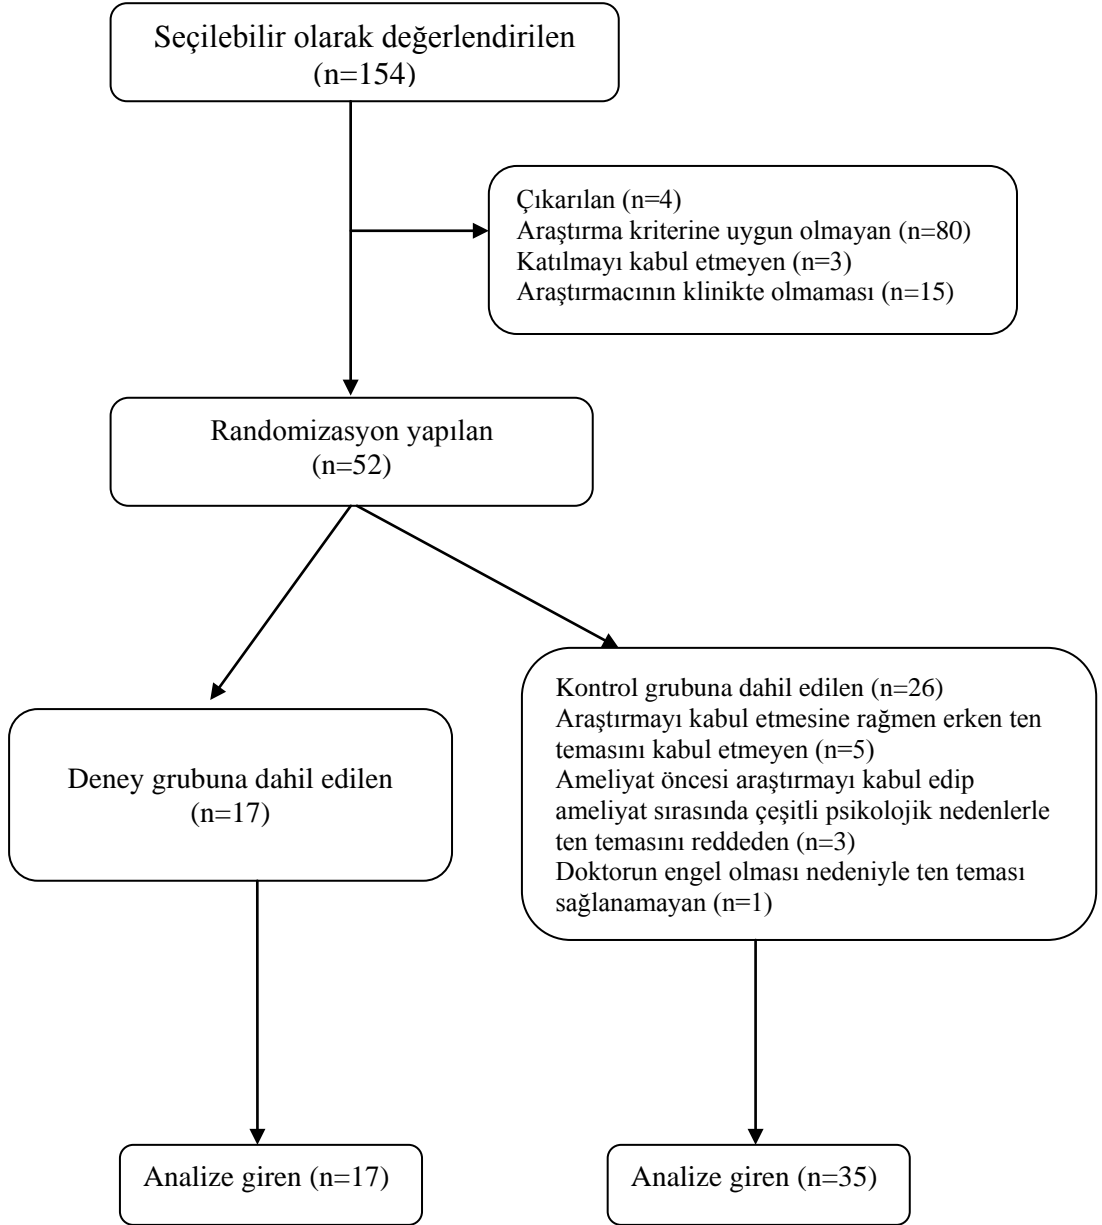 Seçilebilir olarak değerlendirilen
(n=154)
Çıkarılan (n=4)
Araştırma kriterine uygun olmayan (n=80)
Katılmayı kabul etmeyen (n=3)
Araştırmacının klinikte olmaması (n=15)
Randomizasyon yapılan
(n=52)
Deney grubuna dahil edilen
(n=17)
Kontrol grubuna dahil edilen (n=26)
Araştırmayı kabul etmesine rağmen erken ten
temasını kabul etmeyen (n=5)
Ameliyat öncesi araştırmayı kabul edip
ameliyat sırasında çeşitli psikolojik nedenlerle
ten temasını reddeden (n=3)
Doktorun engel olması nedeniyle ten teması
sağlanamayan (n=1)
Analize giren (n=17)
Analize giren (n=35)